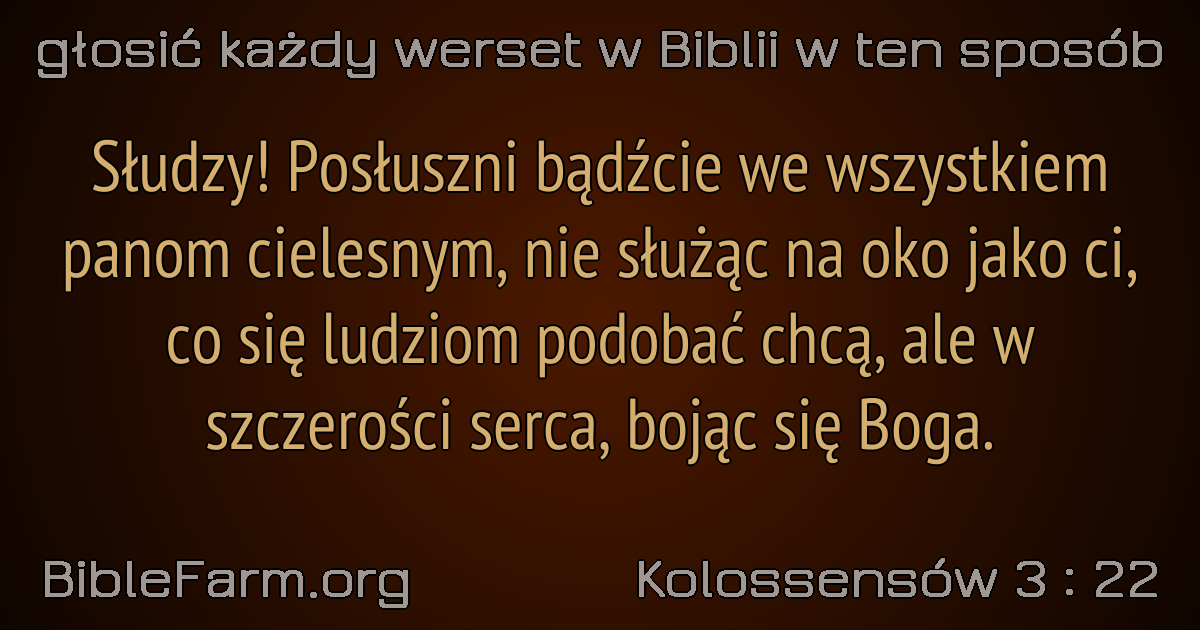 głosić każdy werset w Biblii w ten sposób
Słudzy! Posłuszni bądźcie we wszystkiem
panom cielesnym, nie służąc na oko jako ci,
co się ludziom podobać chcą, ale w
szczerości serca, bojąc się Boga.
BibleFarm.org
Kolossensów 3 : 22